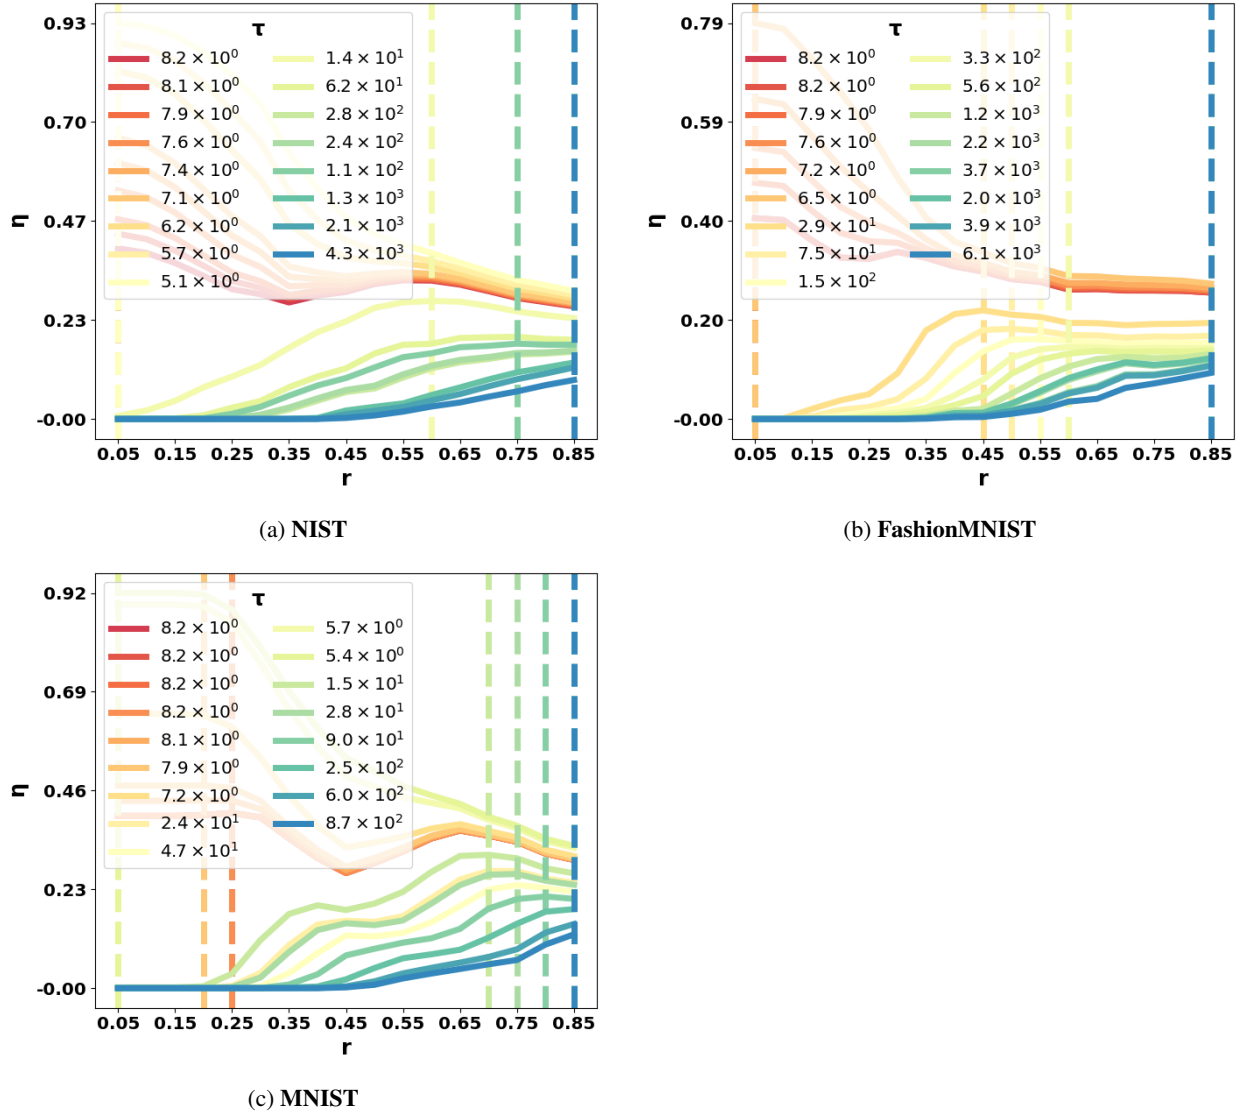 0.93
0.70
0.47
0.23
-0.00
η
τ
8.2 × 10⁰
8.1 × 10⁰
7.9 × 10⁰
7.6 × 10⁰
7.4 × 10⁰
7.1 × 10⁰
6.2 × 10⁰
5.7 × 10⁰
5.1 × 10⁰
1.4 × 10¹
6.2 × 10¹
2.8 × 10²
2.4 × 10²
1.1 × 10²
1.3 × 10³
2.1 × 10³
4.3 × 10³
0.05 0.15 0.25 0.35 0.45 0.55 0.65 0.75 0.85
r
(a) NIST
0.79
0.59
0.40
0.20
-0.00
η
τ
8.2 × 10⁰
8.2 × 10⁰
7.9 × 10⁰
7.6 × 10⁰
7.2 × 10⁰
6.5 × 10⁰
2.9 × 10¹
7.5 × 10¹
1.5 × 10²
3.3 × 10²
5.6 × 10²
1.2 × 10³
2.2 × 10³
3.7 × 10³
2.0 × 10³
3.9 × 10³
6.1 × 10³
0.05 0.15 0.25 0.35 0.45 0.55 0.65 0.75 0.85
r
(b) FashionMNIST
0.92
0.69
0.46
0.23
-0.00
η
τ
8.2 × 10⁰
8.2 × 10⁰
8.2 × 10⁰
8.2 × 10⁰
8.1 × 10⁰
7.9 × 10⁰
7.2 × 10⁰
2.4 × 10¹
4.7 × 10¹
5.7 × 10⁰
5.4 × 10⁰
1.5 × 10¹
2.8 × 10¹
9.0 × 10¹
2.5 × 10²
6.0 × 10²
8.7 × 10²
0.05 0.15 0.25 0.35 0.45 0.55 0.65 0.75 0.85
r
(c) MNIST